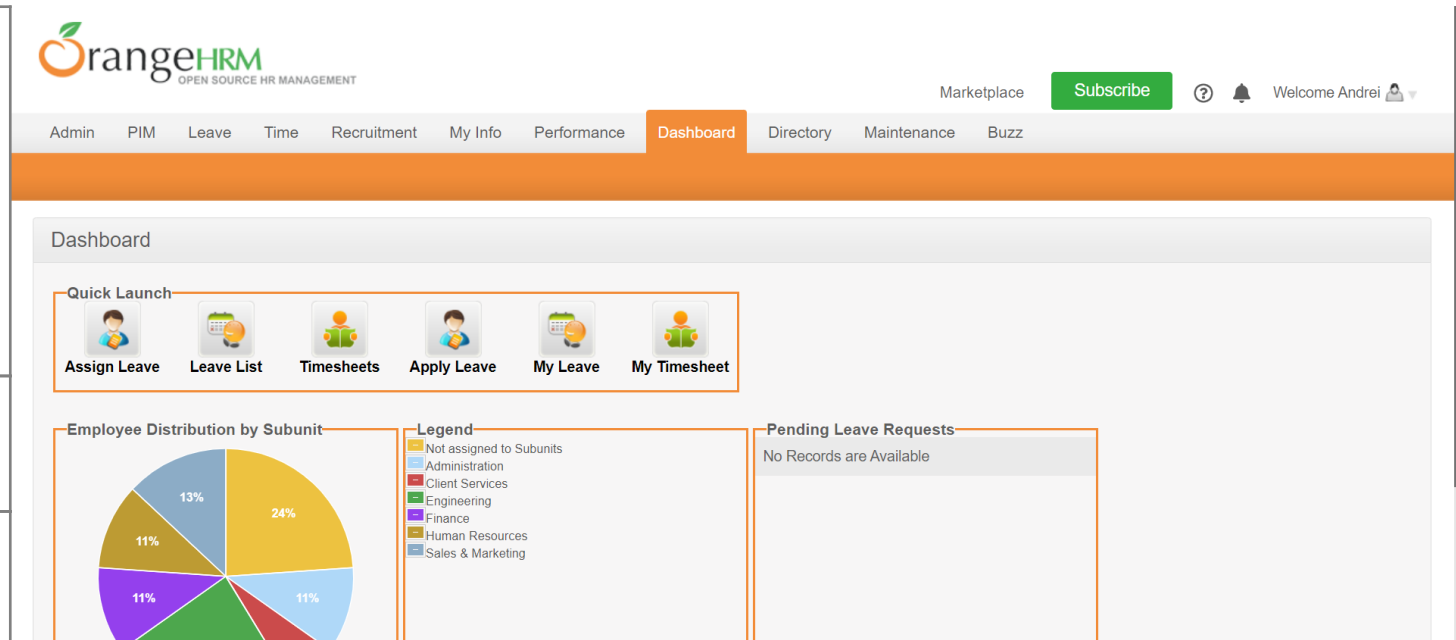 OrangeHRM
OPEN SOURCE HR MANAGEMENT
Marketplace Subscribe ? Welcome Andrei
Admin PIM Leave Time Recruitment My Info Performance Dashboard Directory Maintenance Buzz
Dashboard
Quick Launch
Assign Leave Leave List Timesheets Apply Leave My Leave My Timesheet
Employee Distribution by Subunit
13%
24%
11%
11%
11%
Legend
Not assigned to Subunits
Administration
Client Services
Engineering
Finance
Human Resources
Sales & Marketing
Pending Leave Requests
No Records are Available